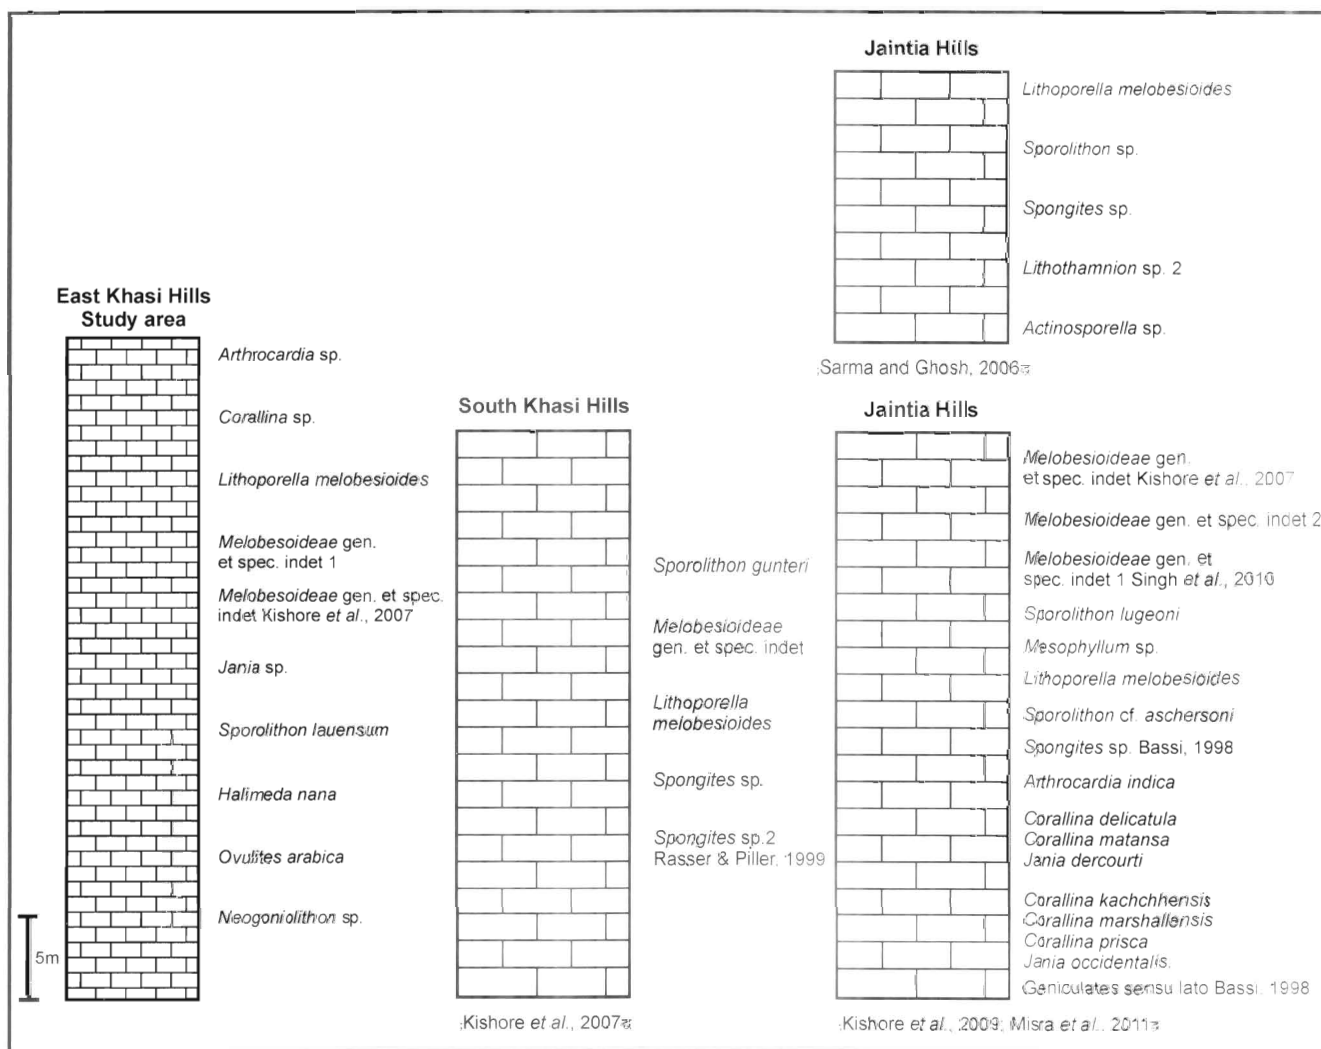 Jaintia Hills
Lithoporella melobesioides
Sporolithon sp.
Spongites sp.
Lithothamnion sp. 2
Actinosporella sp.
Sarma and Ghosh, 2006
East Khasi Hills
Study area
Arthrocardia sp.
Corallina sp.
Lithoporella melobesioides
Melobesoideae gen.
et spec. indet 1
Melobesoideae gen. et spec.
indet Kishore et al., 2007
Jania sp.
Sporolithon lauensum
Halimeda nana
Ovulites arabica
Neogoniolithon sp.
5m
South Khasi Hills
Sporolithon gunteri
Melobesioideae
gen. et spec. indet
Lithoporella
melobesioides
Spongites sp.
Spongites sp.2
Rasser & Piller, 1999
Kishore et al., 2007
Jaintia Hills
Melobesioideae gen.
et spec. indet Kishore et al., 2007
Melobesioideae gen. et spec. indet 2
Melobesioideae gen. et
spec. indet 1 Singh et al., 2010
Sporolithon lugeoni
Mesophyllum sp.
Lithoporella melobesioides
Sporolithon cf. aschersoni
Spongites sp. Bassi, 1998
Arthrocardia indica
Corallina delicatula
Corallina matansa
Jania dercourti
Corallina kachchhensis
Corallina marshallensis
Corallina prisca
Jania occidentalis.
Geniculates sensu lato Bassi, 1998
Kishore et al., 2009; Misra et al., 2011